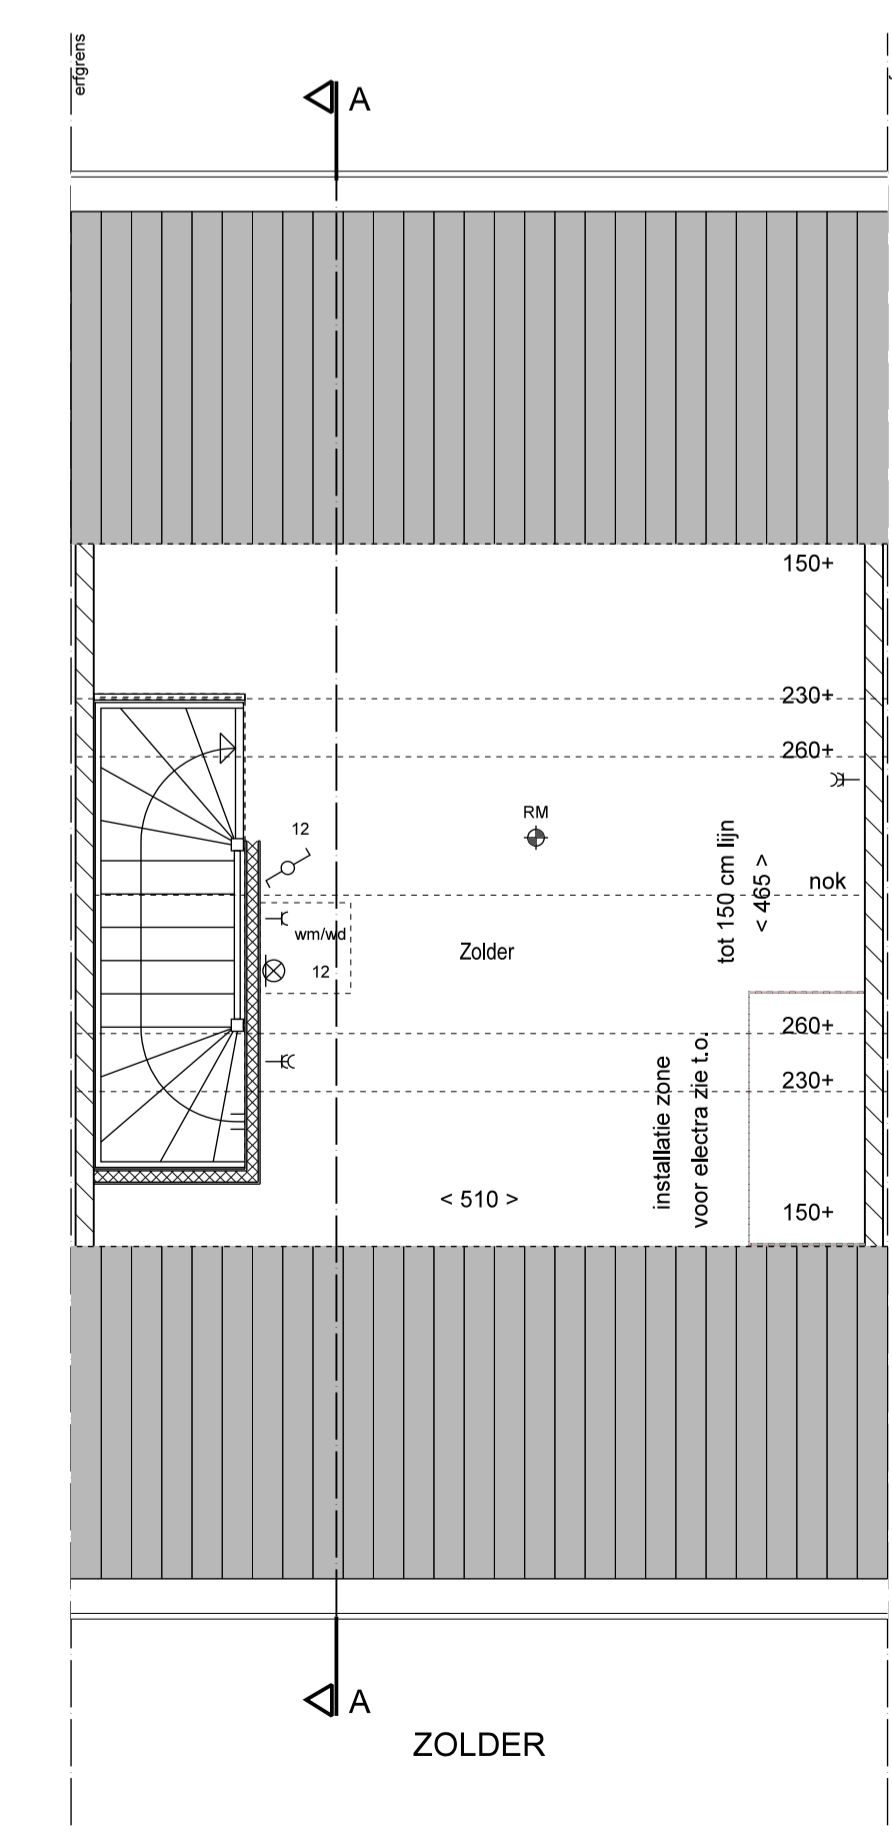 erfgrens
A
150+
230+
260+
RM
12
tot 150 cm lijn
< 465 >
nok
wm/wd
Zolder
12
260+
installatie zone
voor electra zie t.o.
230+
< 510 >
150+
A
ZOLDER